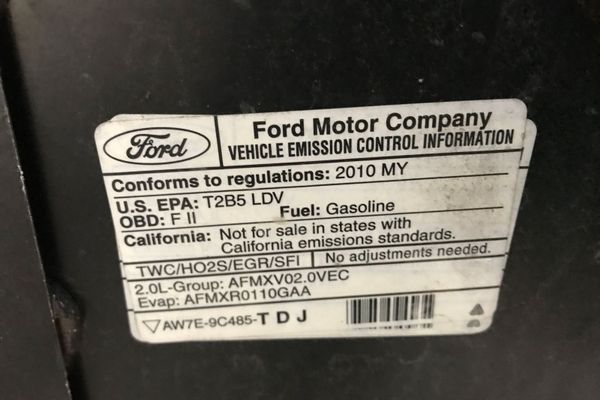 Ford
Ford Motor Company
VEHICLE EMISSION CONTROL INFORMATION
Conforms to regulations: 2010 MY
U.S. EPA: T2B5 LDV
OBD: F II Fuel: Gasoline
California: Not for sale in states with
California emissions standards.
TWC/HO2S/EGR/SFI No adjustments needed.
2.0L-Group: AFMXV02.0VEC
Evap: AFMXR0110GAA
AW7E-9C485-T D J